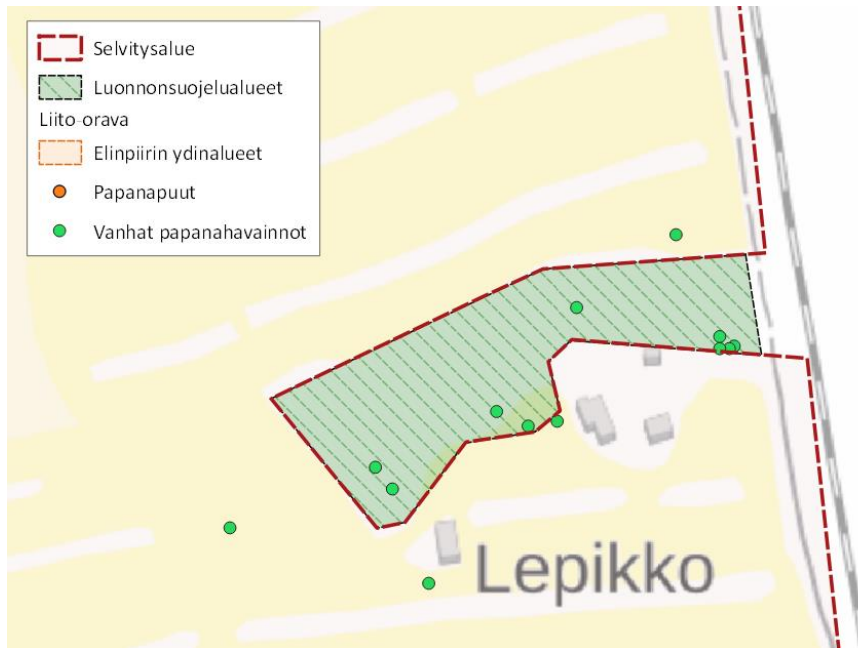 Selvitysalue
Luonnonsuojelualueet
Liito-orava
Elinpiirin ydinalueet
Papanapuut
Vanhat papanahavainnot
Lepikko